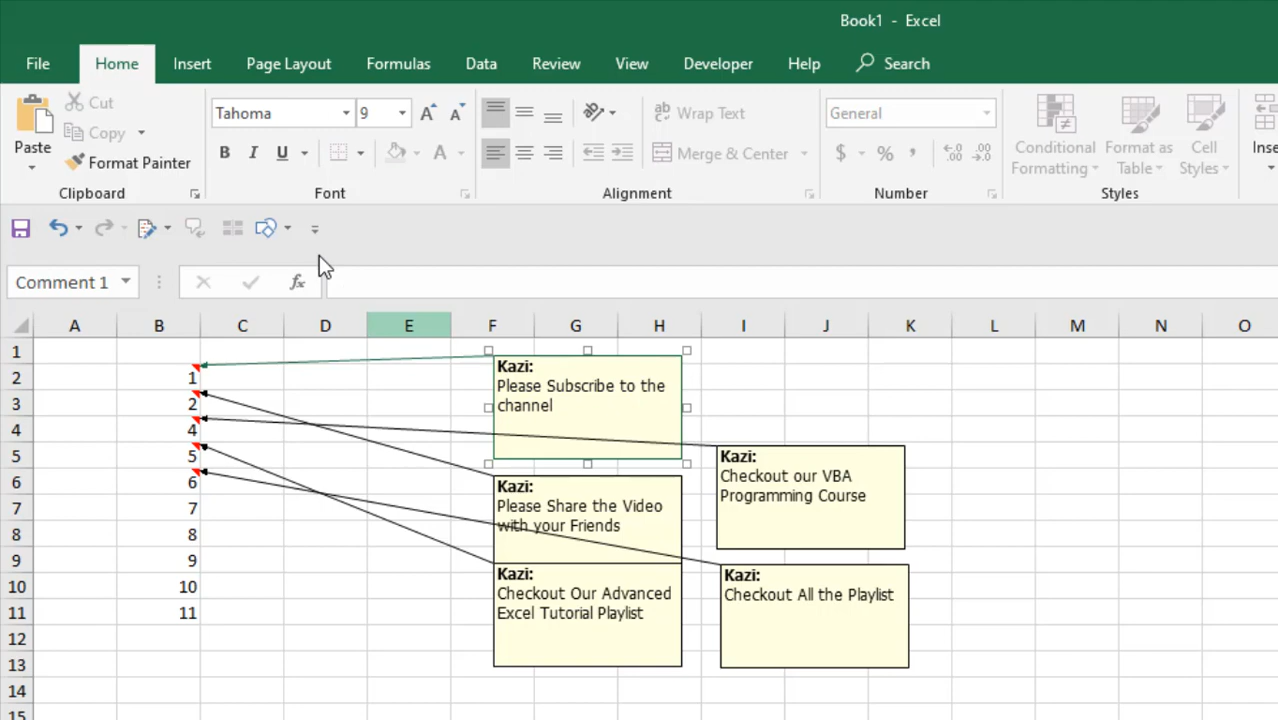 Book1 - Excel
File Home Insert Page Layout Formulas Data Review View Developer Help Search
Cut
Copy
Paste
Format Painter
Clipboard
Tahoma 9
B I U A
Font
Wrap Text
Merge & Center
Alignment
General
$ % ,
Number
Conditional Formatting
Format as Table
Cell Styles
Styles
Inse
Comment 1
fx
A B C D E F G H I J K L M N O
1
2 1
3 2
4 4
5 5
6 6
7 7
8 8
9 9
10 10
11 11
12
13
14
15
Kazi:
Please Subscribe to the
channel
Kazi:
Please Share the Video
with your Friends
Kazi:
Checkout Our Advanced
Excel Tutorial Playlist
Kazi:
Checkout our VBA
Programming Course
Kazi:
Checkout All the Playlist